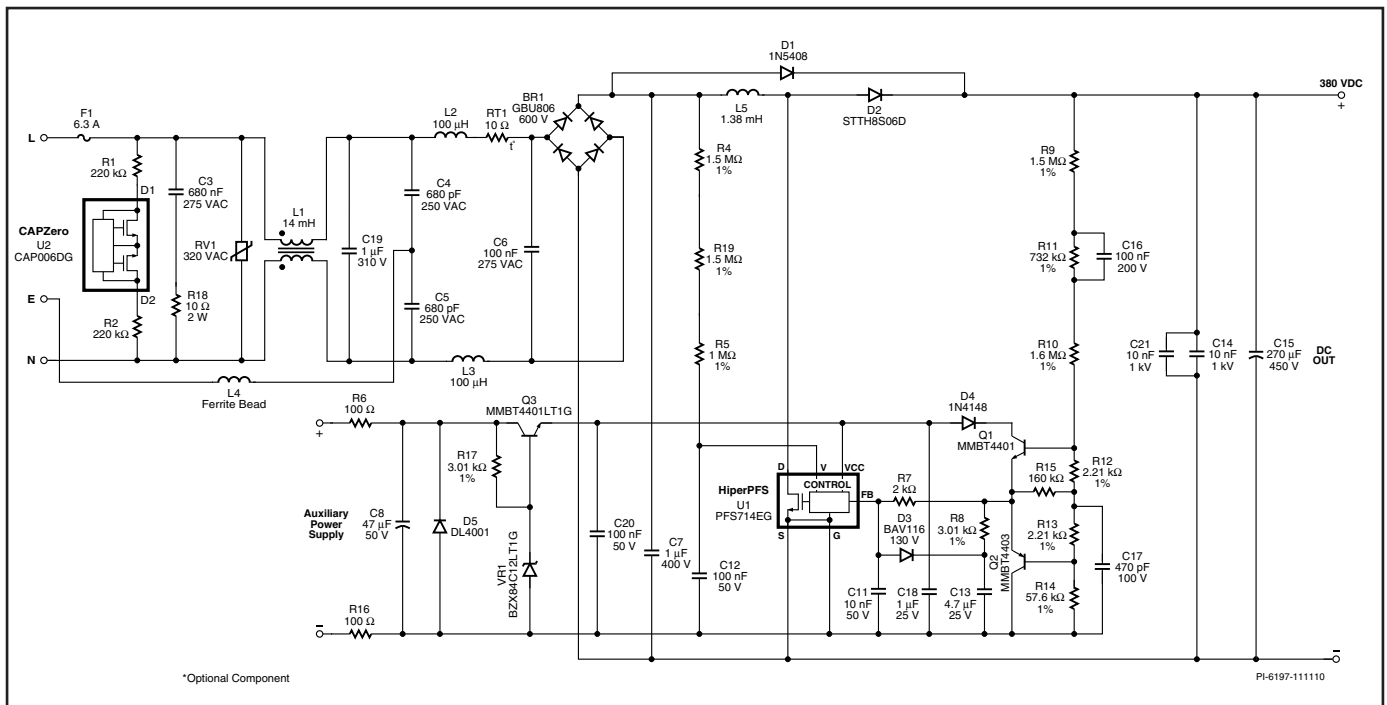 D1
1N5408
380 VDC
+
BR1
GBU806
600 V
L5
1.38 mH
D2
STTH8S06D
F1
6.3 A
L
L2
100 µH
RT1
10 Ω
t°
R1
220 kΩ
D1
C3
680 nF
275 VAC
CAPZero
U2
CAP006DG
D2
R2
220 kΩ
R18
10 Ω
2 W
RV1
320 VAC
L1
14 mH
C19
1 µF
310 V
C4
680 pF
250 VAC
C5
680 pF
250 VAC
C6
100 nF
275 VAC
E
N
L3
100 µH
L4
Ferrite Bead
R4
1.5 MΩ
1%
R19
1.5 MΩ
1%
R5
1 MΩ
1%
R9
1.5 MΩ
1%
R11
732 kΩ
1%
C16
100 nF
200 V
R10
1.6 MΩ
1%
C21
10 nF
1 kV
C14
10 nF
1 kV
C15
270 µF
450 V
DC
OUT
R6
100 Ω
+
Q3
MMBT4401LT1G
R17
3.01 kΩ
1%
Auxiliary
Power
Supply
C8
47 µF
50 V
D5
DL4001
VR1
BZX84C12LT1G
C20
100 nF
50 V
C7
1 µF
400 V
C12
100 nF
50 V
R16
100 Ω
–
D4
1N4148
Q1
MMBT4401
D
V
VCC
CONTROL
HiperPFS
U1
PFS714EG
FB
S
G
R7
2 kΩ
D3
BAV116
130 V
R15
160 kΩ
R12
2.21 kΩ
1%
R8
3.01 kΩ
1%
Q2
MMBT4403
R13
2.21 kΩ
1%
C17
470 pF
100 V
R14
57.6 kΩ
1%
C11
10 nF
50 V
C18
1 µF
25 V
C13
4.7 µF
25 V
–
*Optional Component
PI-6197-111110